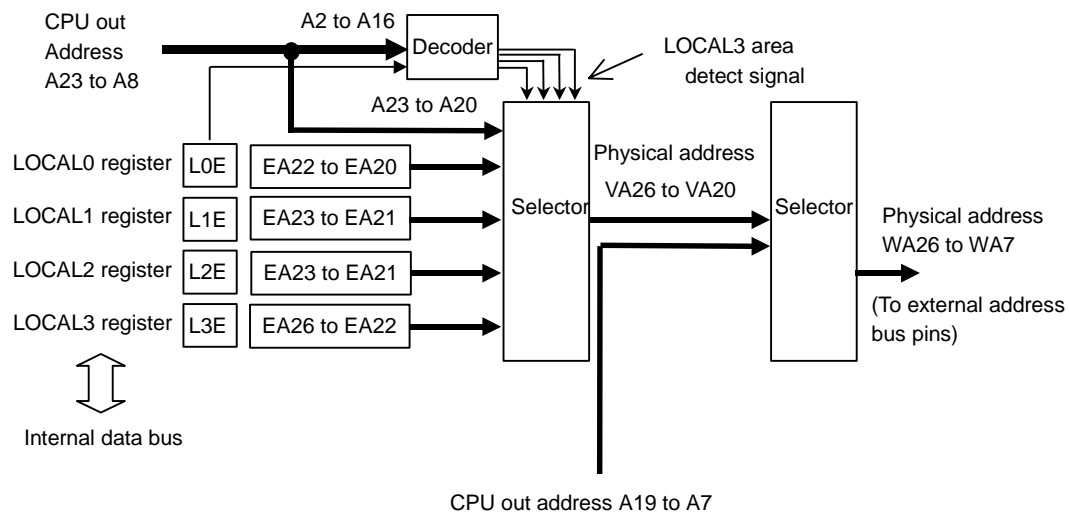 CPU out
Address
A23 to A8
A2 to A16
Decoder
LOCAL3 area
detect signal
A23 to A20
LOCAL0 register
L0E
EA22 to EA20
Physical address
VA26 to VA20
LOCAL1 register
L1E
EA23 to EA21
Selector
Selector
Physical address
WA26 to WA7
LOCAL2 register
L2E
EA23 to EA21
(To external address
bus pins)
LOCAL3 register
L3E
EA26 to EA22
Internal data bus
CPU out address A19 to A7